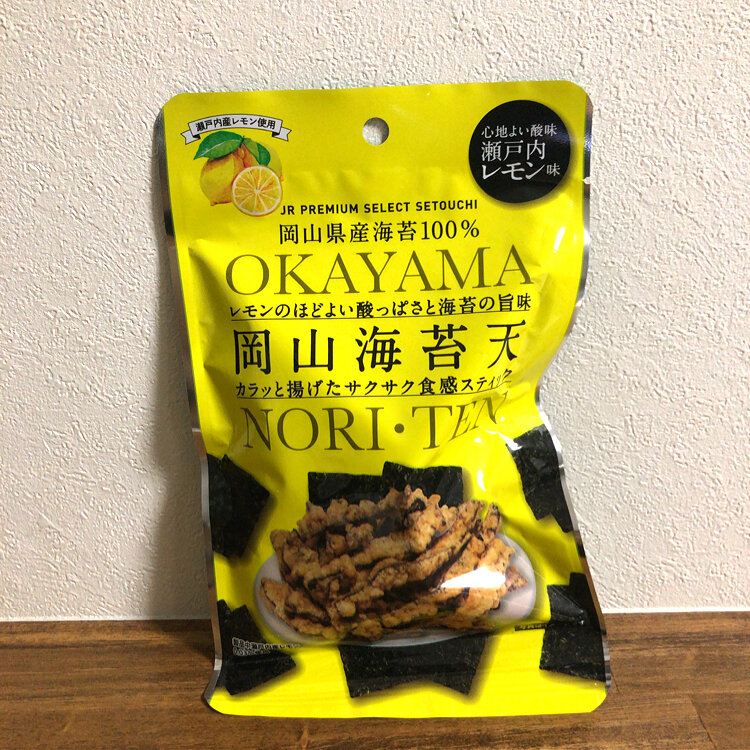 瀬戸内産レモン使用
心地よい酸味
瀬戸内
レモン味
JR PREMIUM SELECT SETOUCHI
岡山県産海苔100%
OKAYAMA
レモンのほどよい酸っぱさと海苔の旨味
岡山海苔天
カラッと揚げたサクサク食感スティック
NORI・TEN